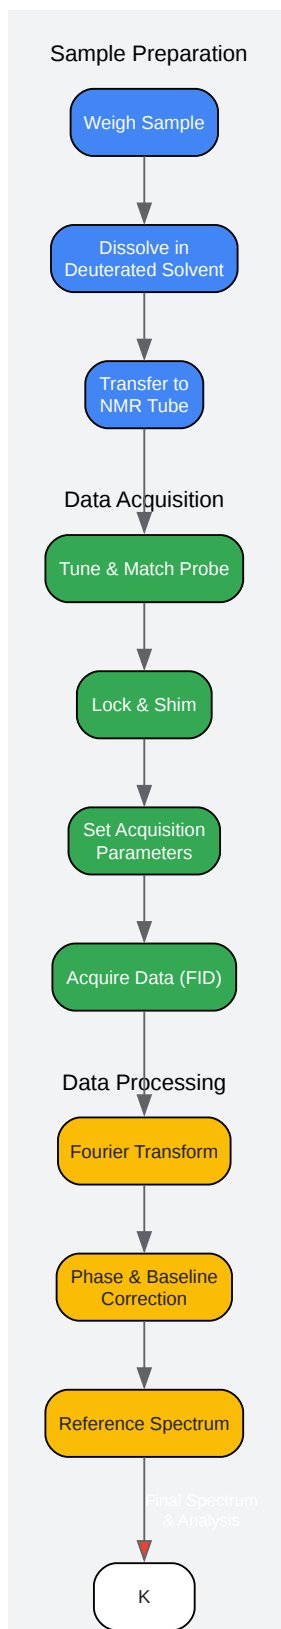 Sample Preparation
Weigh Sample
Dissolve in
Deuterated Solvent
Transfer to
NMR Tube
Data Acquisition
Tune & Match Probe
Lock & Shim
Set Acquisition
Parameters
Acquire Data (FID)
Data Processing
Fourier Transform
Phase & Baseline
Correction
Reference Spectrum
Final Spectrum
& Analysis
K